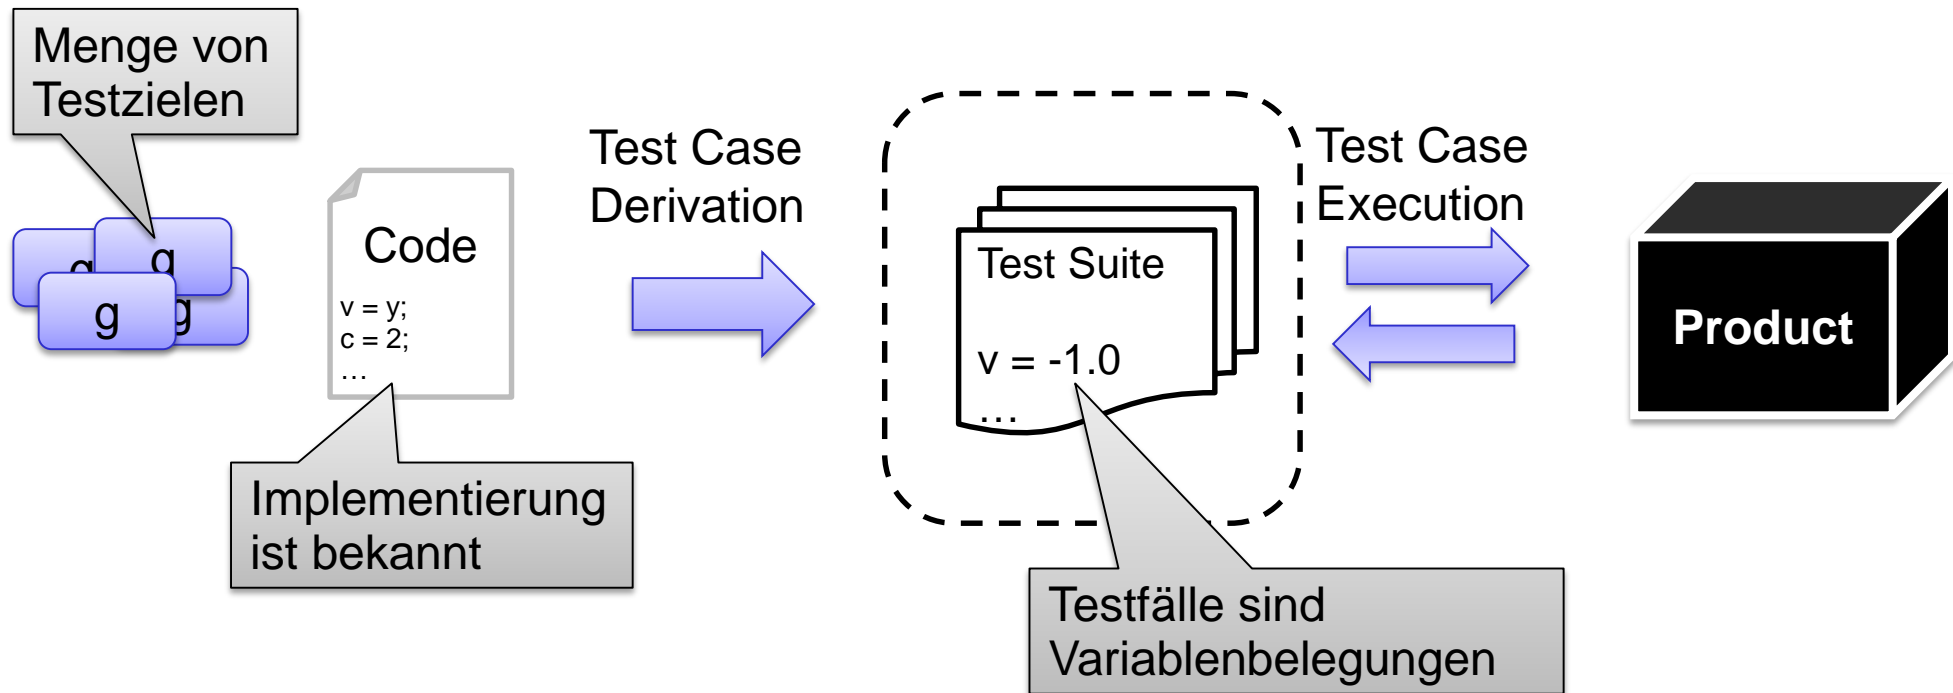 Menge von
Testzielen
g
g
g
g
Code
v = y;
c = 2;
…
Implementierung
ist bekannt
Test Case
Derivation
Test Suite
v = -1.0
…
Testfälle sind
Variablenbelegungen
Test Case
Execution
Product